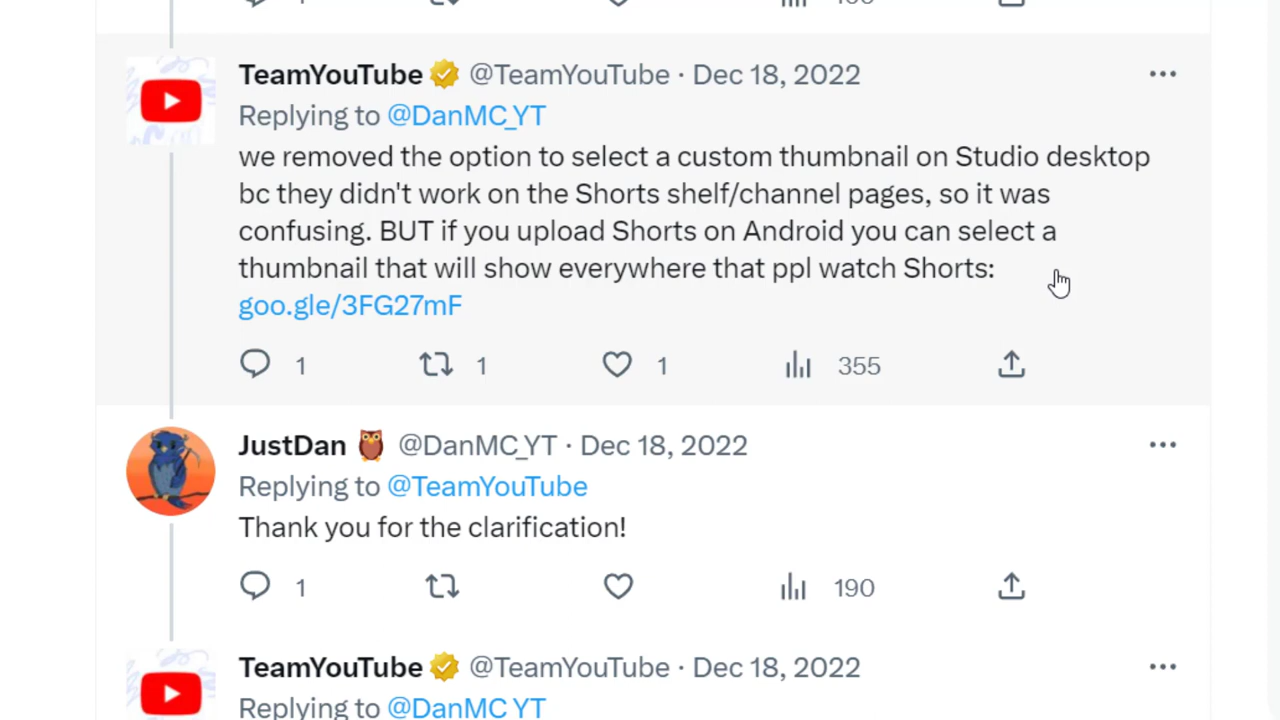 TeamYouTube @TeamYouTube · Dec 18, 2022
Replying to @DanMC_YT
we removed the option to select a custom thumbnail on Studio desktop
bc they didn't work on the Shorts shelf/channel pages, so it was
confusing. BUT if you upload Shorts on Android you can select a
thumbnail that will show everywhere that ppl watch Shorts:
goo.gle/3FG27mF
1 1 1 355
JustDan 🦉 @DanMC_YT · Dec 18, 2022
Replying to @TeamYouTube
Thank you for the clarification!
1 190
TeamYouTube @TeamYouTube · Dec 18, 2022
Replying to @DanMC_YT